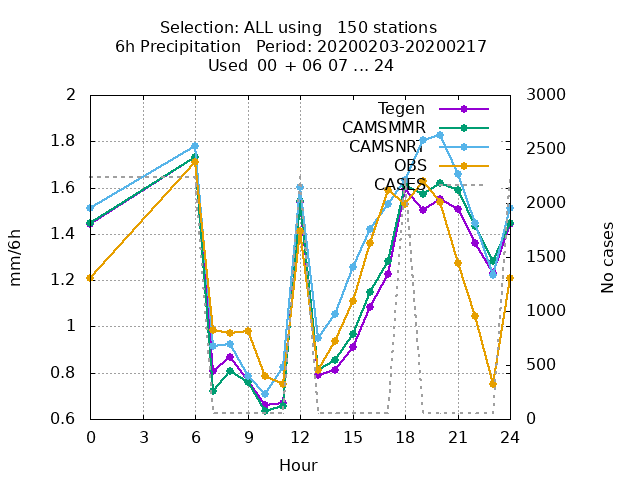 Selection: ALL using   150 stations
6h Precipitation   Period: 20200203-20200217
Used  00  + 06 07 ... 24
Tegen
CAMSMMR
CAMSNRT
OBS
CASES
mm/6h
2
1.8
1.6
1.4
1.2
1
0.8
0.6
3000
2500
2000
1500
1000
500
0
No cases
0 3 6 9 12 15 18 21 24
Hour